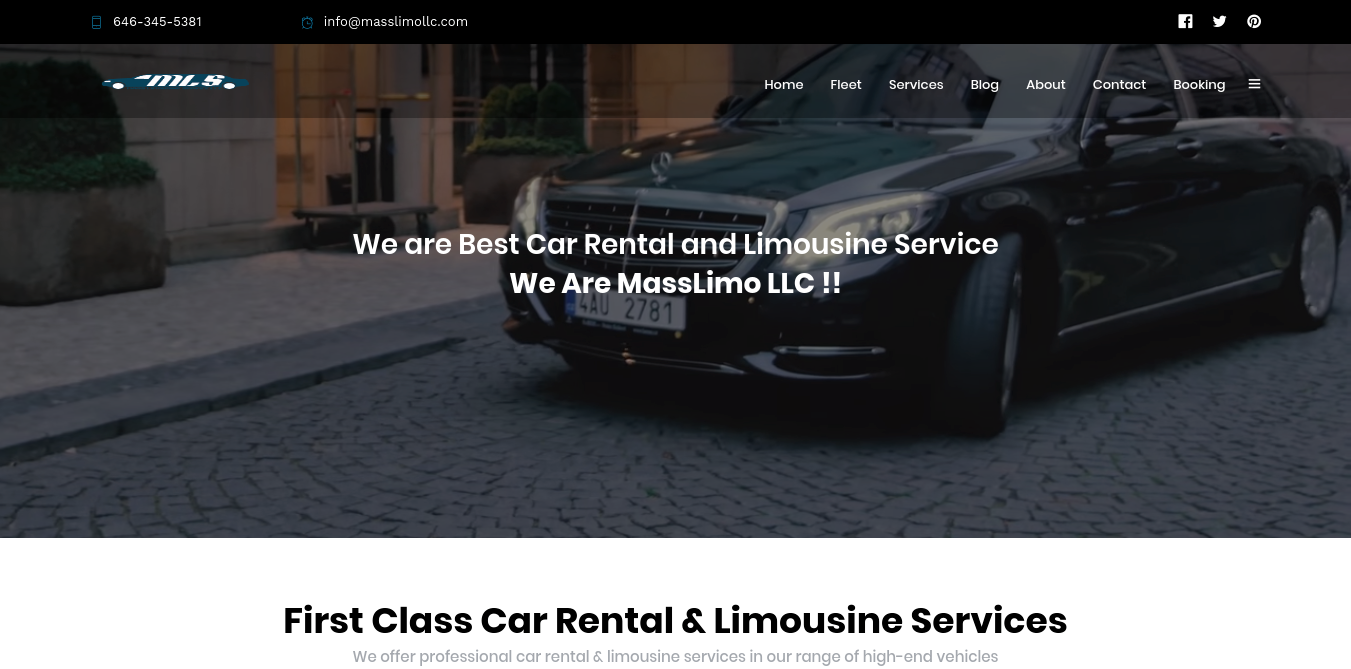 646-345-5381
info@masslimollc.com
MLS
Home
Fleet
Services
Blog
About
Contact
Booking
We are Best Car Rental and Limousine Service
We Are MassLimo LLC !!
4AU 2781
First Class Car Rental & Limousine Services
We offer professional car rental & limousine services in our range of high-end vehicles